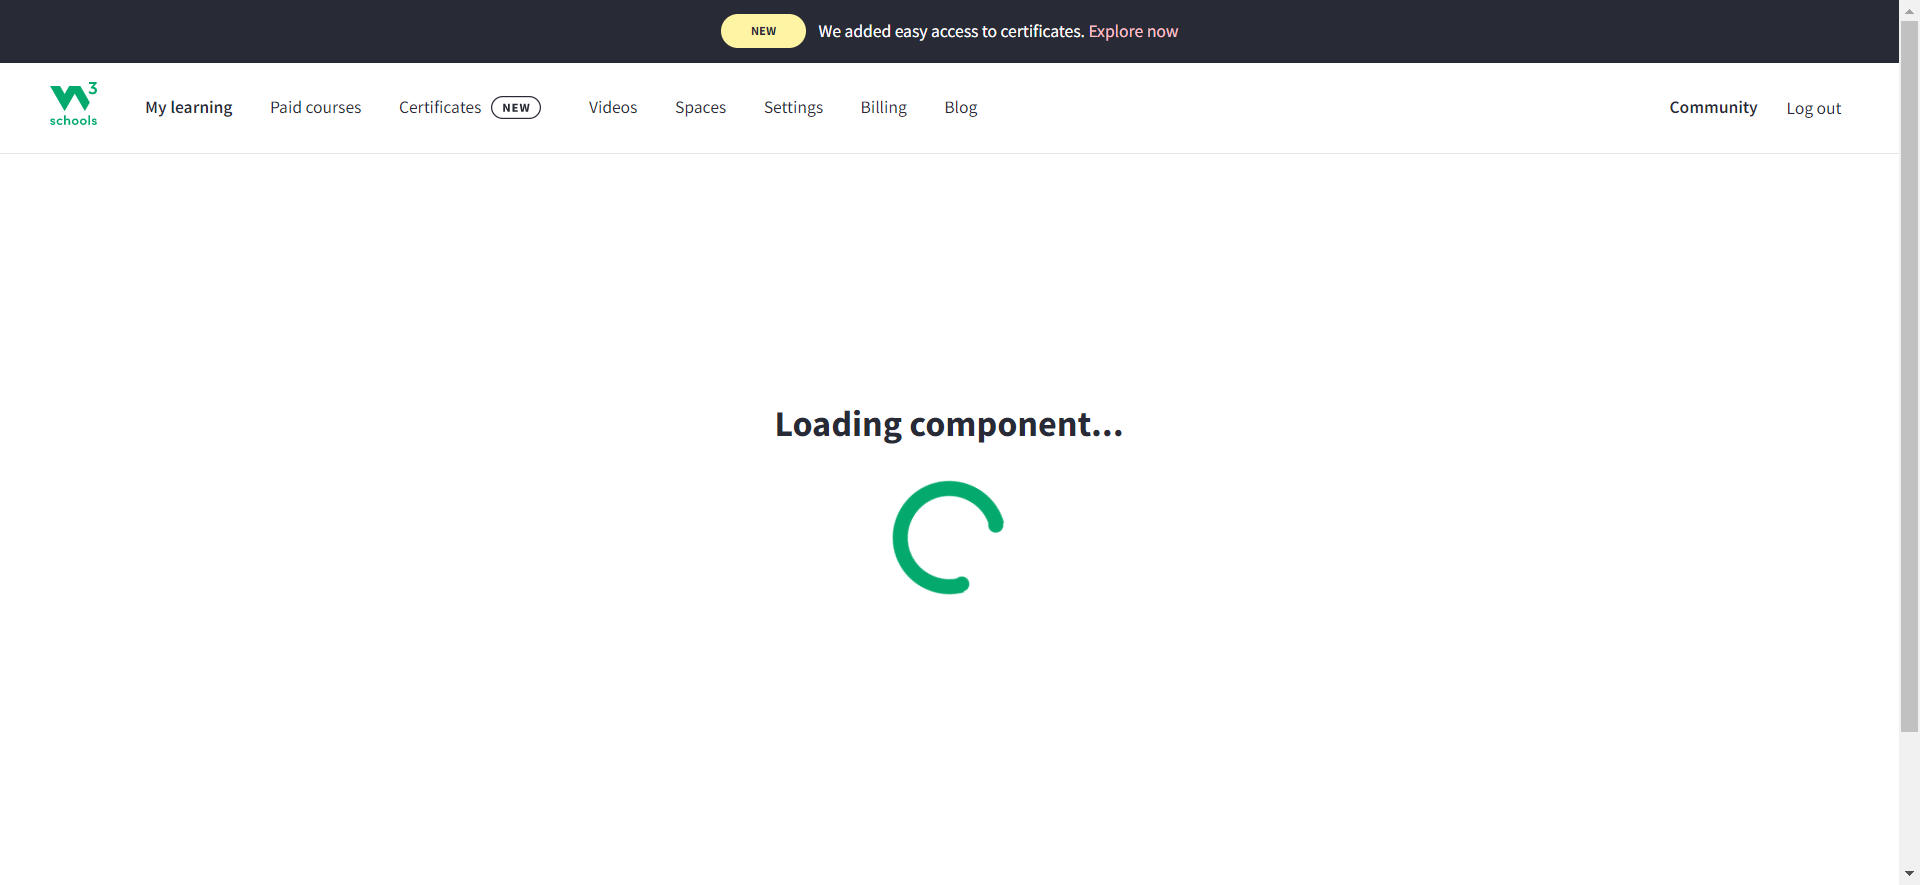 NEW We added easy access to certificates. Explore now
3
schools
My learning Paid courses Certificates NEW Videos Spaces Settings Billing Blog Community Log out
Loading component...